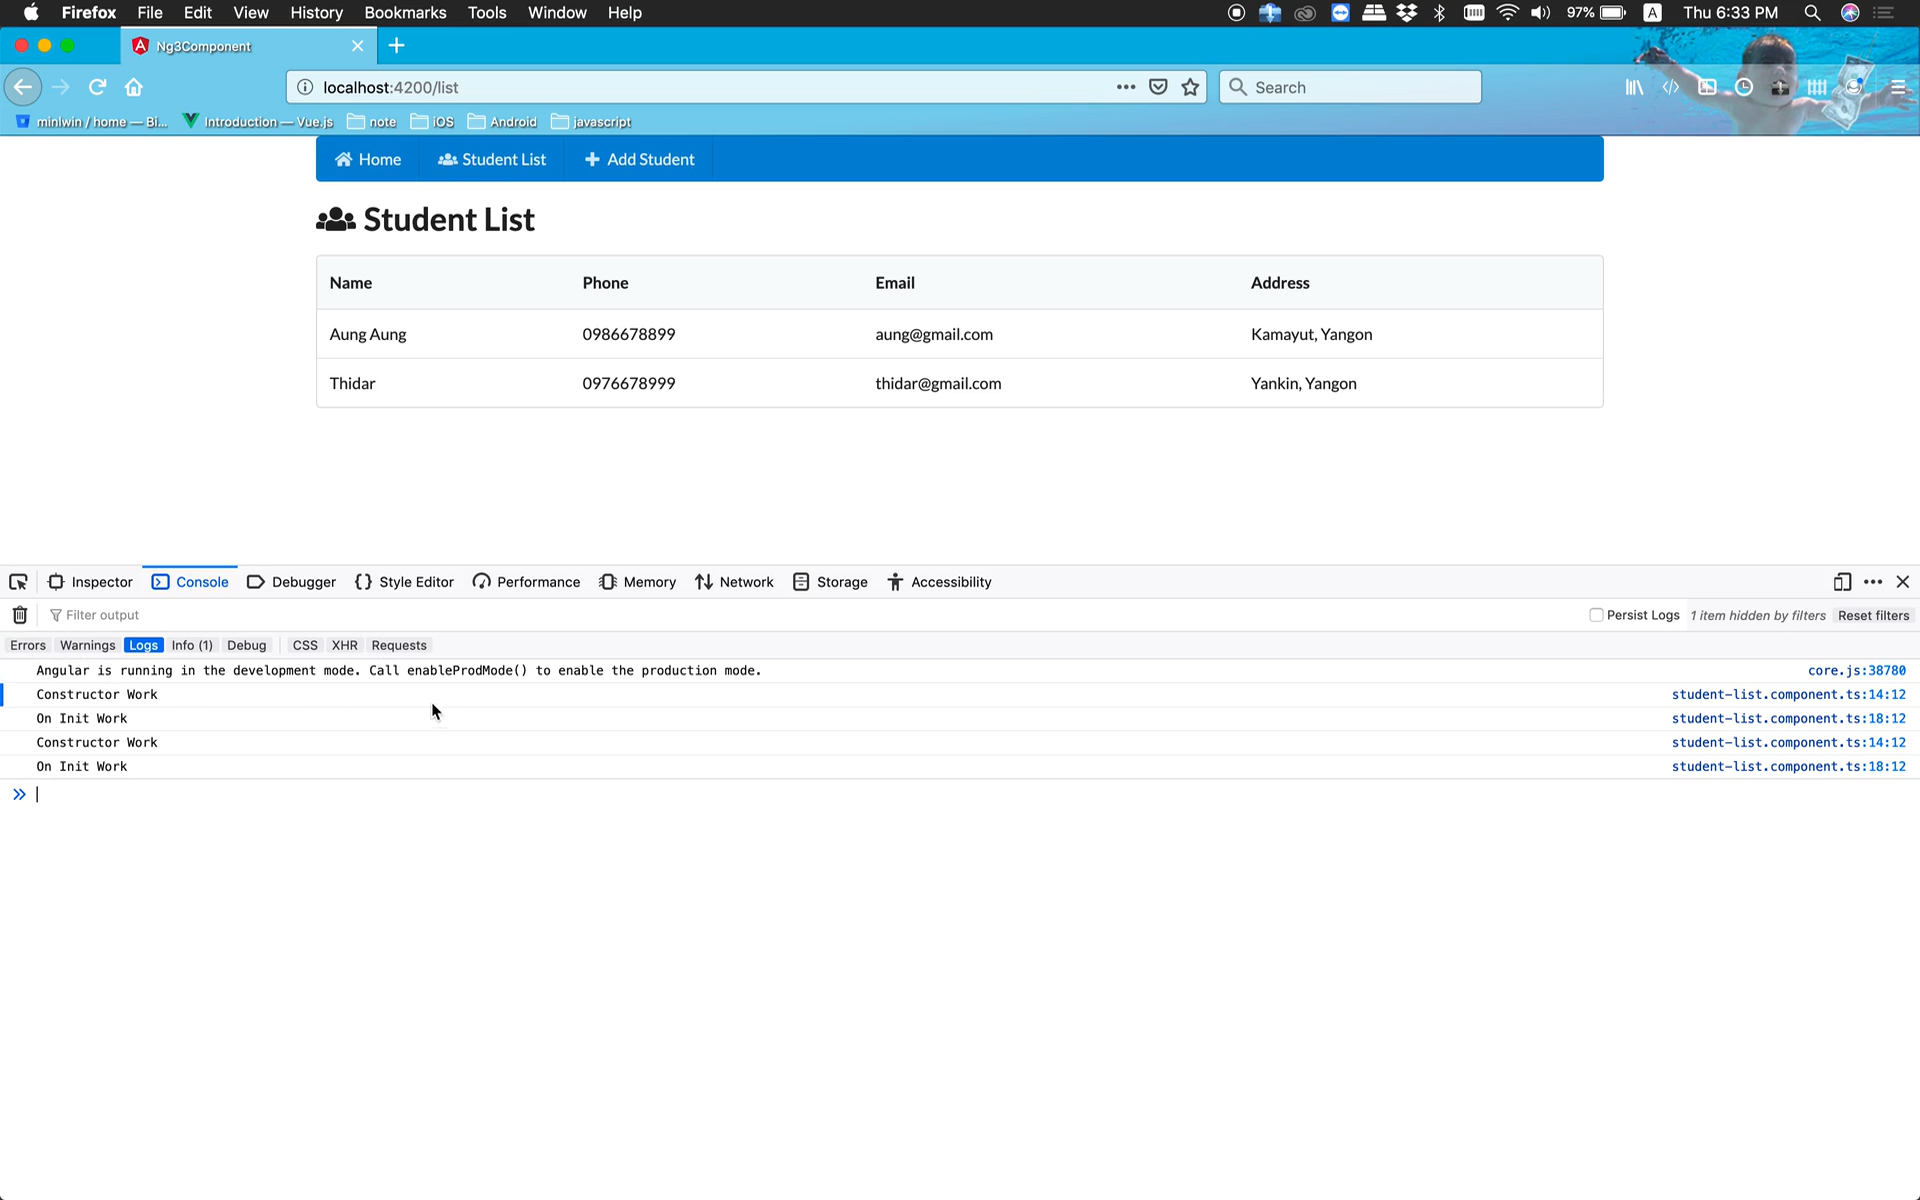 Firefox File Edit View History Bookmarks Tools Window Help 97% A Thu 6:33 PM
Ng3Component
localhost:4200/list Search
minlwin / home — Bi... Introduction — Vue.js note iOS Android javascript
Home Student List Add Student
Student List
Name Phone Email Address
Aung Aung 0986678899 aung@gmail.com Kamayut, Yangon
Thidar 0976678999 thidar@gmail.com Yankin, Yangon
Inspector Console Debugger Style Editor Performance Memory Network Storage Accessibility
Filter output Persist Logs 1 item hidden by filters Reset filters
Errors Warnings Logs Info (1) Debug CSS XHR Requests
Angular is running in the development mode. Call enableProdMode() to enable the production mode. core.js:38780
Constructor Work student-list.component.ts:14:12
On Init Work student-list.component.ts:18:12
Constructor Work student-list.component.ts:14:12
On Init Work student-list.component.ts:18:12